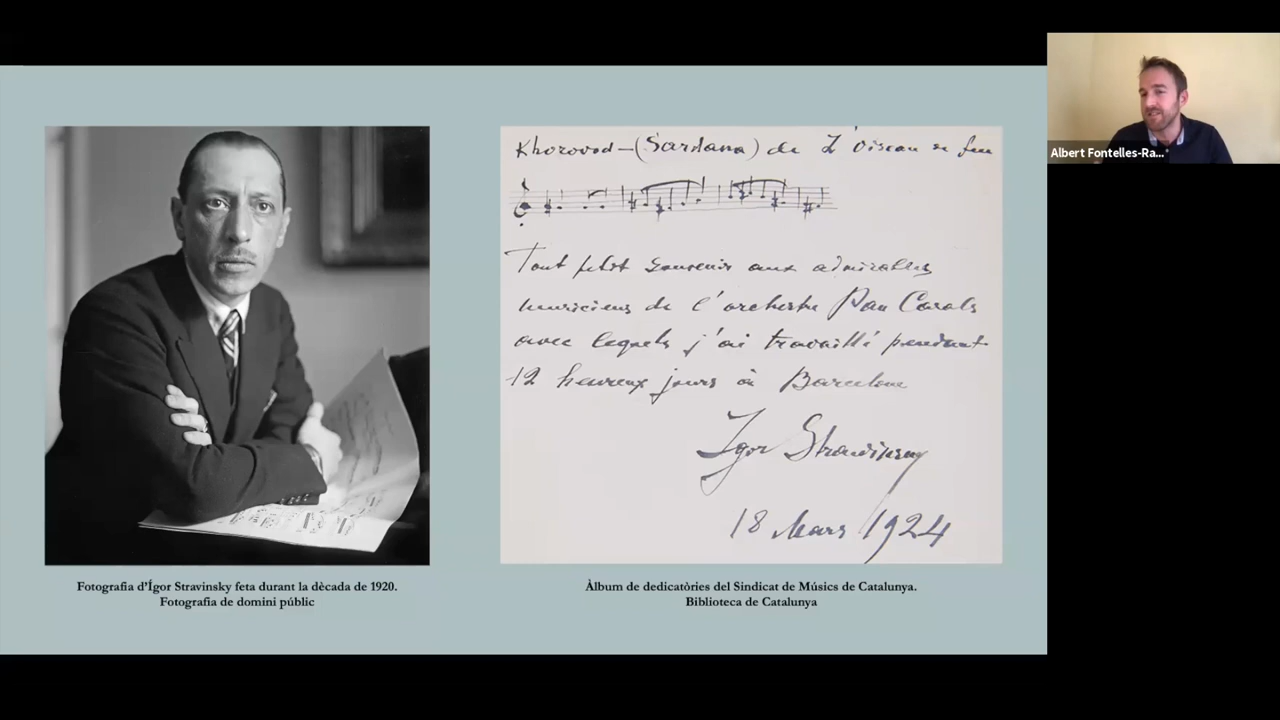 Khorovod-(Sardana) de L'oiseau de feu
Tout petit souvenir aux admirables
musiciens de l'orchestre Pau Casals
avec lequels j'ai travaillé pendant
12 heureux jours à Barcelone
Igor Strawinsky
18 Mars 1924
Fotografia d'Ígor Stravinsky feta durant la dècada de 1920.
Fotografia de domini públic
Àlbum de dedicatòries del Sindicat de Músics de Catalunya.
Biblioteca de Catalunya
Albert Fontelles-Ra...